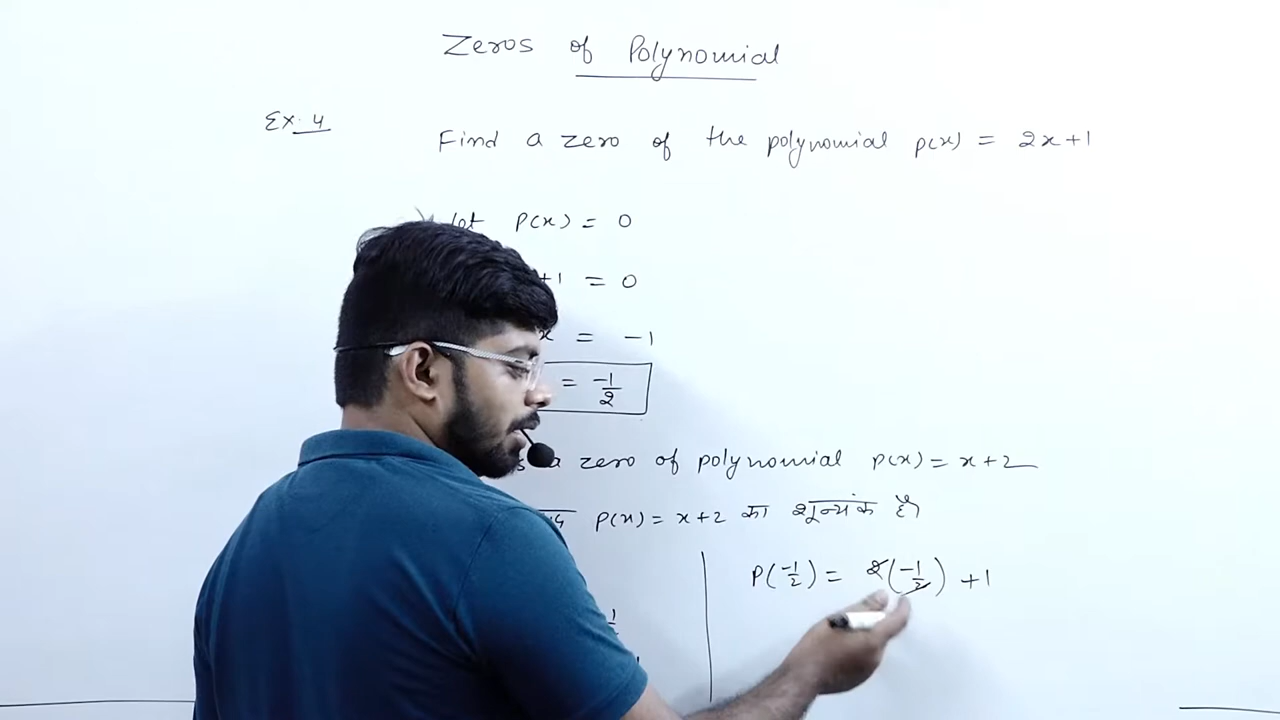 Zeros of Polynomial
Ex. 4
Find a zero of the polynomial p(x) = 2x+1
let p(x) = 0
+1 = 0
x = -1
= -1/2
a zero of polynomial p(x) = x+2
P(x) = x+2 का शून्यांक है
P(-1/2) = 2(-1/2) +1